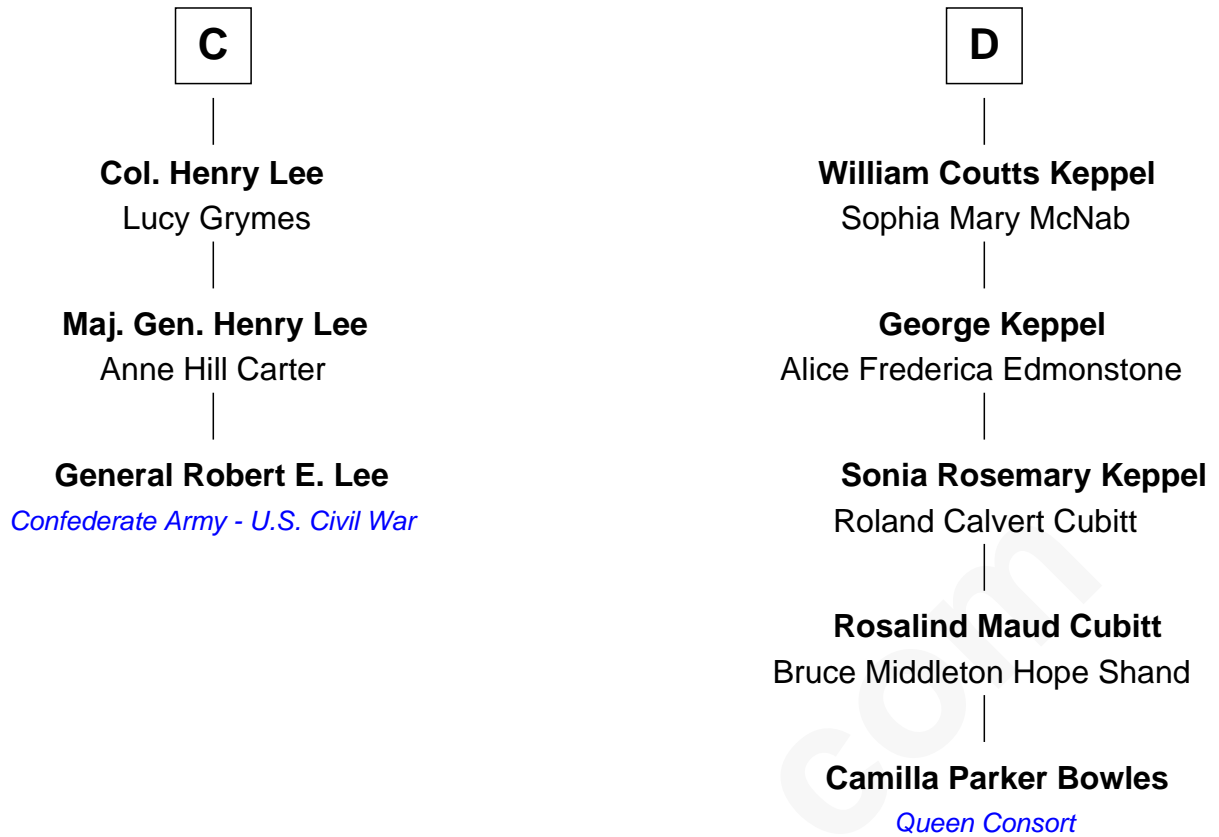 C
Col. Henry Lee
Lucy Grymes
Maj. Gen. Henry Lee
Anne Hill Carter
General Robert E. Lee
Confederate Army - U.S. Civil War
D
William Coutts Keppel
Sophia Mary McNab
George Keppel
Alice Frederica Edmonstone
Sonia Rosemary Keppel
Roland Calvert Cubitt
Rosalind Maud Cubitt
Bruce Middleton Hope Shand
Camilla Parker Bowles
Queen Consort
com